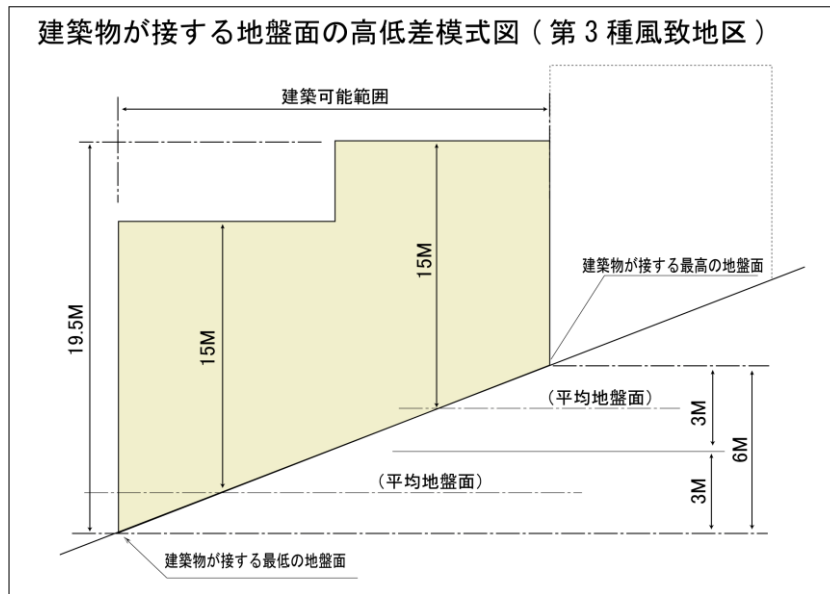 建築物が接する地盤面の高低差模式図(第3種風致地区)
建築可能範囲
19.5M
15M
15M
建築物が接する最高の地盤面
(平均地盤面)
3M
6M
(平均地盤面)
3M
建築物が接する最低の地盤面